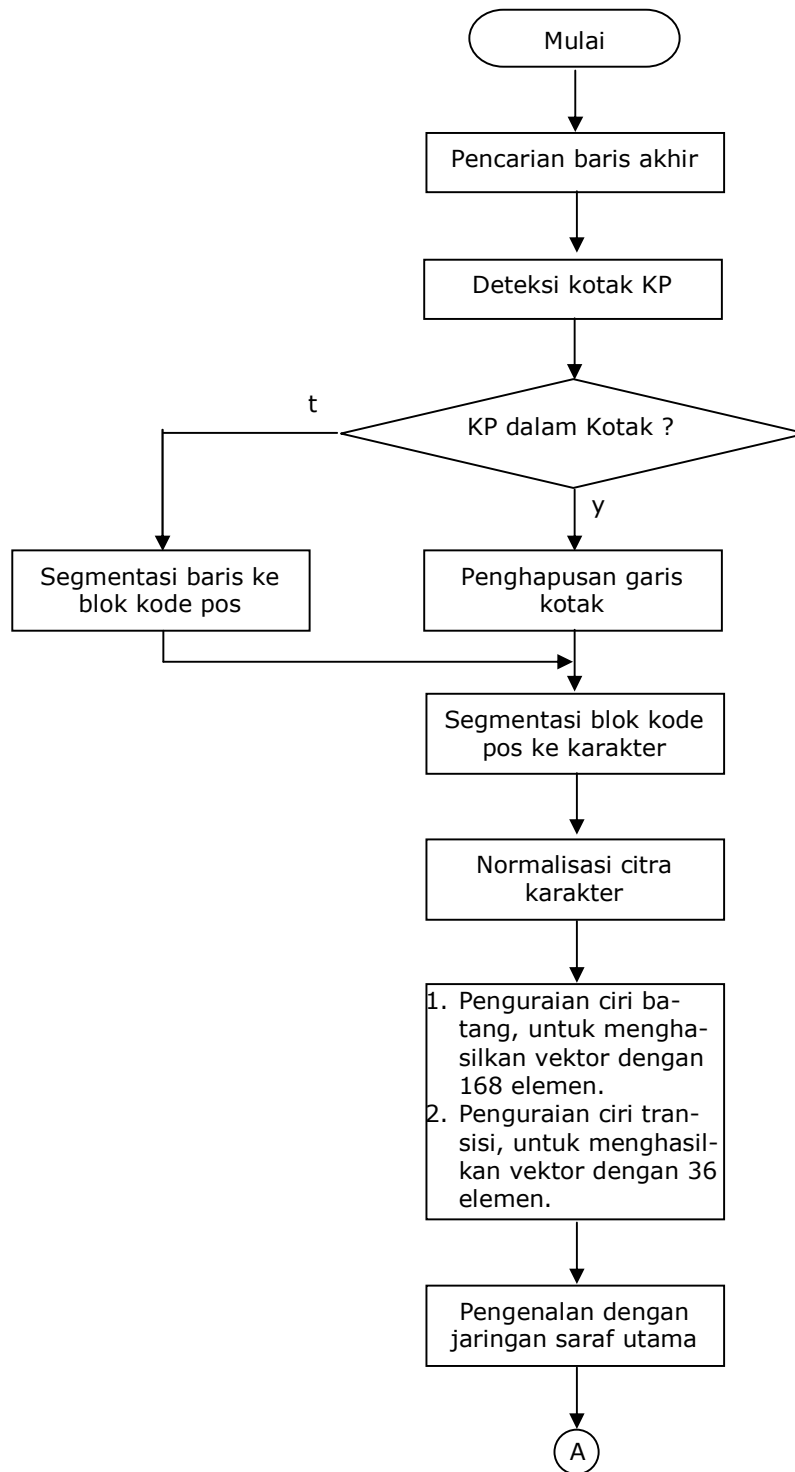 Mulai
Pencarian baris akhir
Deteksi kotak KP
t
KP dalam Kotak ?
y
Segmentasi baris ke
blok kode pos
Penghapusan garis
kotak
Segmentasi blok kode
pos ke karakter
Normalisasi citra
karakter
1. Penguraian ciri ba-
tang, untuk mengha-
silkan vektor dengan
168 elemen.
2. Penguraian ciri tran-
sisi, untuk menghasil-
kan vektor dengan 36
elemen.
Pengenalan dengan
jaringan saraf utama
A